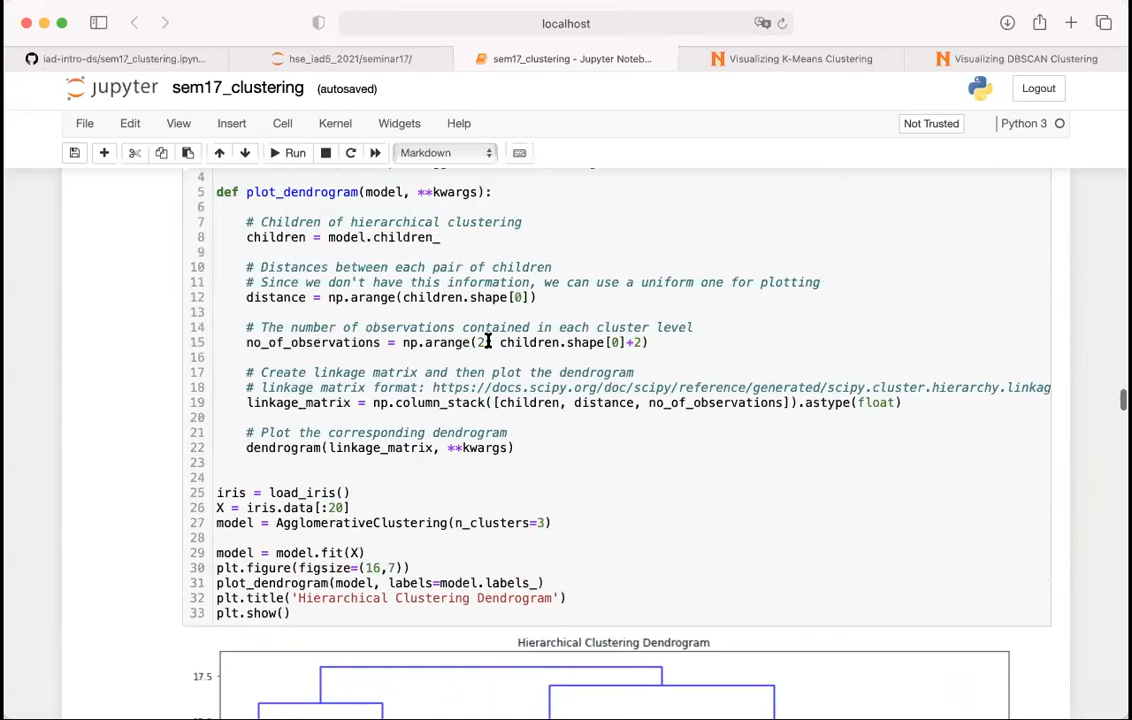 localhost
iad-intro-ds/sem17_clustering.ipyn...
hse_iad5_2021/seminar17/
sem17_clustering - Jupyter Noteb...
Visualizing K-Means Clustering
Visualizing DBSCAN Clustering
jupyter sem17_clustering (autosaved)
Logout
File Edit View Insert Cell Kernel Widgets Help
Not Trusted
Python 3
Run
Markdown
4
5 def plot_dendrogram(model, **kwargs):
6
7 # Children of hierarchical clustering
8 children = model.children_
9
10 # Distances between each pair of children
11 # Since we don't have this information, we can use a uniform one for plotting
12 distance = np.arange(children.shape[0])
13
14 # The number of observations contained in each cluster level
15 no_of_observations = np.arange(2, children.shape[0]+2)
16
17 # Create linkage matrix and then plot the dendrogram
18 # linkage matrix format: https://docs.scipy.org/doc/scipy/reference/generated/scipy.cluster.hierarchy.linkag
19 linkage_matrix = np.column_stack([children, distance, no_of_observations]).astype(float)
20
21 # Plot the corresponding dendrogram
22 dendrogram(linkage_matrix, **kwargs)
23
24
25 iris = load_iris()
26 X = iris.data[:20]
27 model = AgglomerativeClustering(n_clusters=3)
28
29 model = model.fit(X)
30 plt.figure(figsize=(16,7))
31 plot_dendrogram(model, labels=model.labels_)
32 plt.title('Hierarchical Clustering Dendrogram')
33 plt.show()
Hierarchical Clustering Dendrogram
17.5